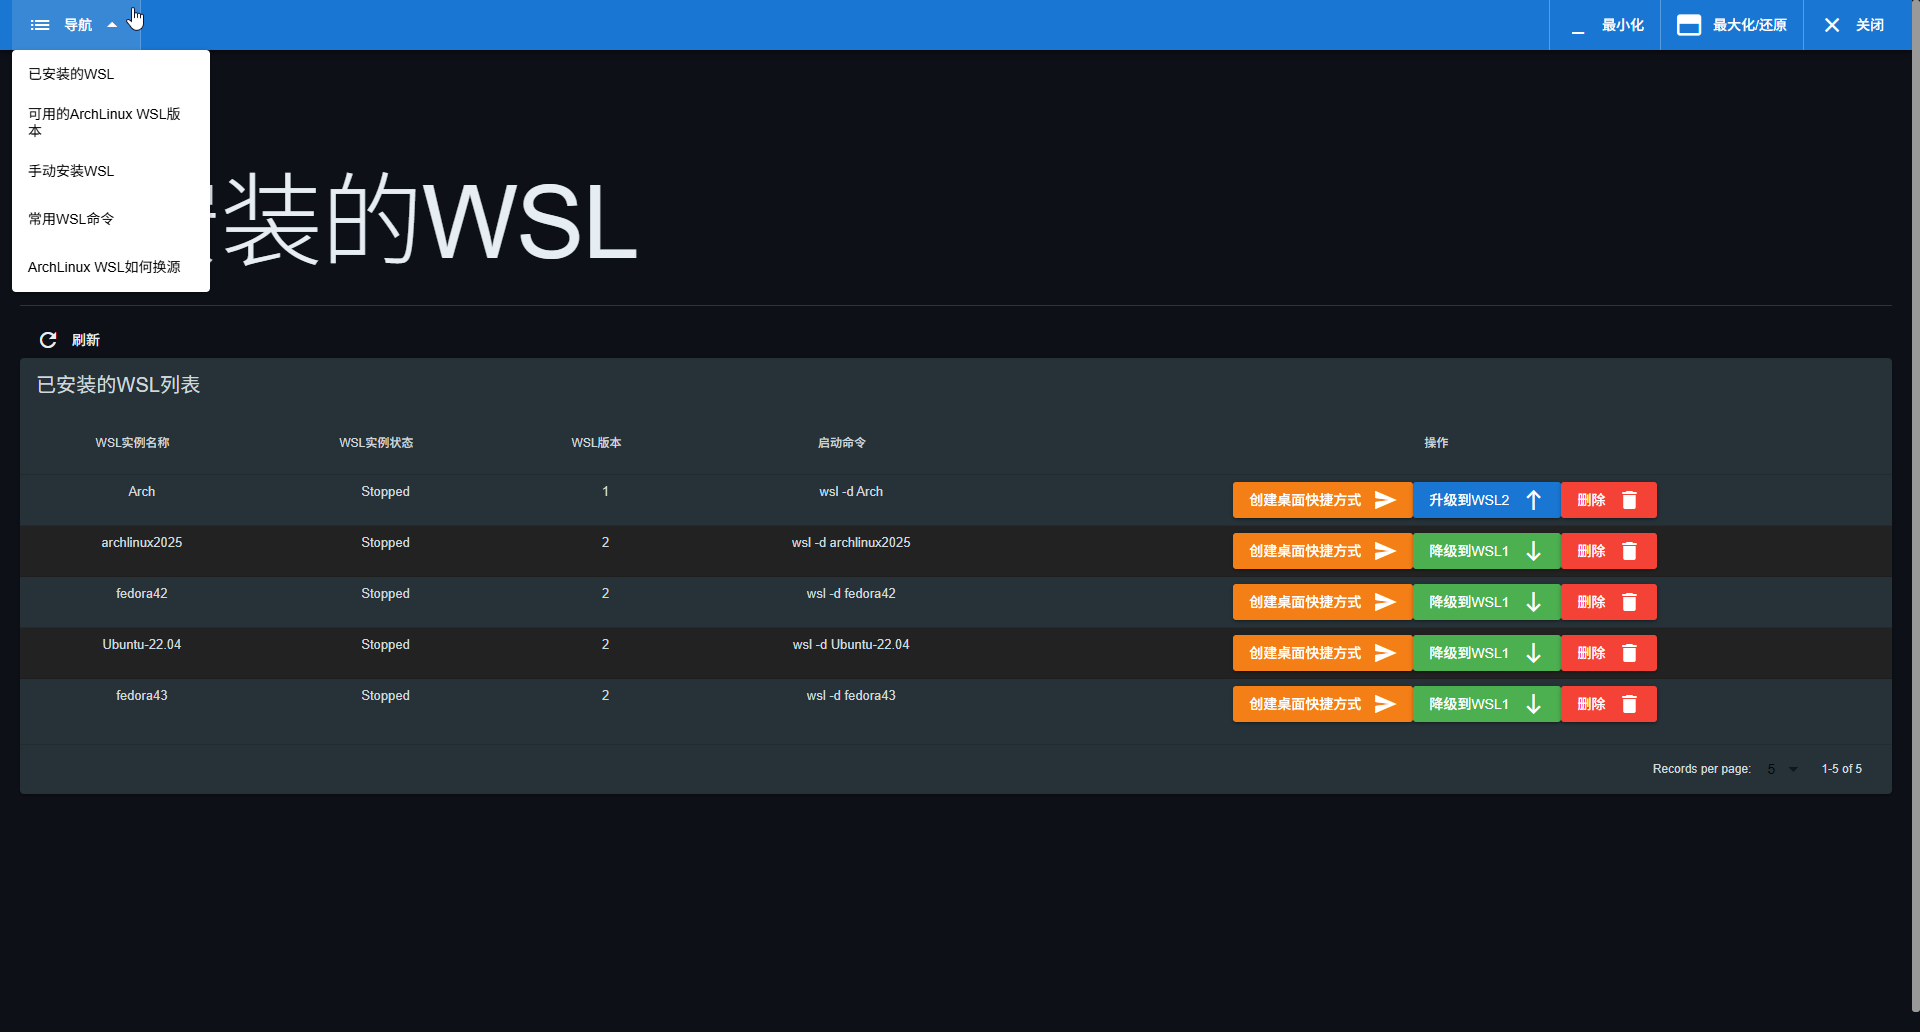 导航
最小化
最大化/还原
关闭
已安装的WSL
可用的ArchLinux WSL版
本
手动安装WSL
常用WSL命令
ArchLinux WSL如何换源
装的WSL
刷新
已安装的WSL列表
WSL实例名称 WSL实例状态 WSL版本 启动命令 操作
Arch Stopped 1 wsl -d Arch 创建桌面快捷方式 升级到WSL2 删除
archlinux2025 Stopped 2 wsl -d archlinux2025 创建桌面快捷方式 降级到WSL1 删除
fedora42 Stopped 2 wsl -d fedora42 创建桌面快捷方式 降级到WSL1 删除
Ubuntu-22.04 Stopped 2 wsl -d Ubuntu-22.04 创建桌面快捷方式 降级到WSL1 删除
fedora43 Stopped 2 wsl -d fedora43 创建桌面快捷方式 降级到WSL1 删除
Records per page: 5 1-5 of 5